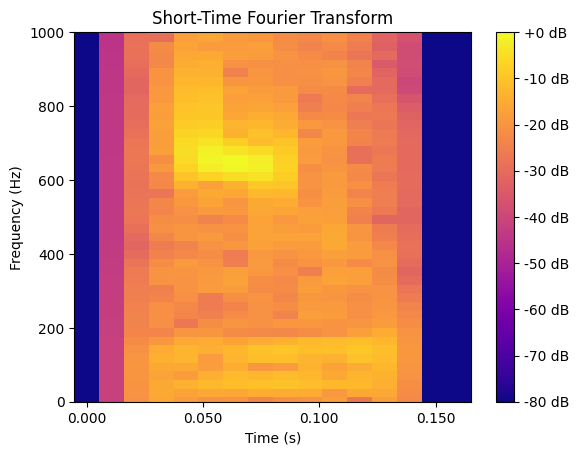 Short-Time Fourier Transform
1000
800
600
400
200
0
Frequency (Hz)
0.000
0.050
0.100
0.150
Time (s)
+0 dB
-10 dB
-20 dB
-30 dB
-40 dB
-50 dB
-60 dB
-70 dB
-80 dB